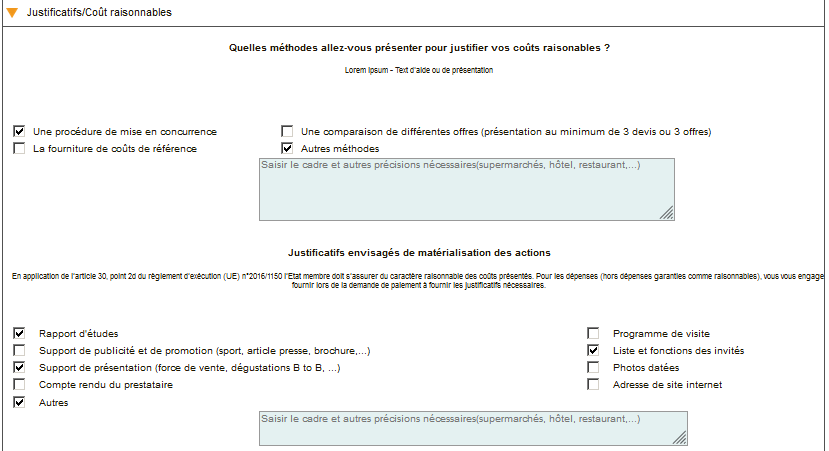 Justificatifs/Coût raisonnables
Quelles méthodes allez-vous présenter pour justifier vos coûts raisonables ?
Lorem Ipsum - Text d'aide ou de présentation
Une procédure de mise en concurrence
Une comparaison de différentes offres (présentation au minimum de 3 devis ou 3 offres)
La fourniture de coûts de référence
Autres méthodes
Saisir le cadre et autres précisions nécessaires(supermarchés, hôtel, restaurant,...)
Justificatifs envisagés de matérialisation des actions
En application de l'article 30, point 2d du règlement d'exécution (UE) n°2016/1150 l'Etat membre doit s'assurer du caractère raisonnable des coûts présentés. Pour les dépenses (hors dépenses garanties comme raisonnables), vous vous engage
fournir lors de la demande de paiement à fournir les justificatifs nécessaires.
Rapport d'études
Programme de visite
Support de publicité et de promotion (sport, article presse, brochure,...)
Liste et fonctions des invités
Support de présentation (force de vente, dégustations B to B, ...)
Photos datées
Compte rendu du prestataire
Adresse de site internet
Autres
Saisir le cadre et autres précisions nécessaires(supermarchés, hôtel, restaurant,...)